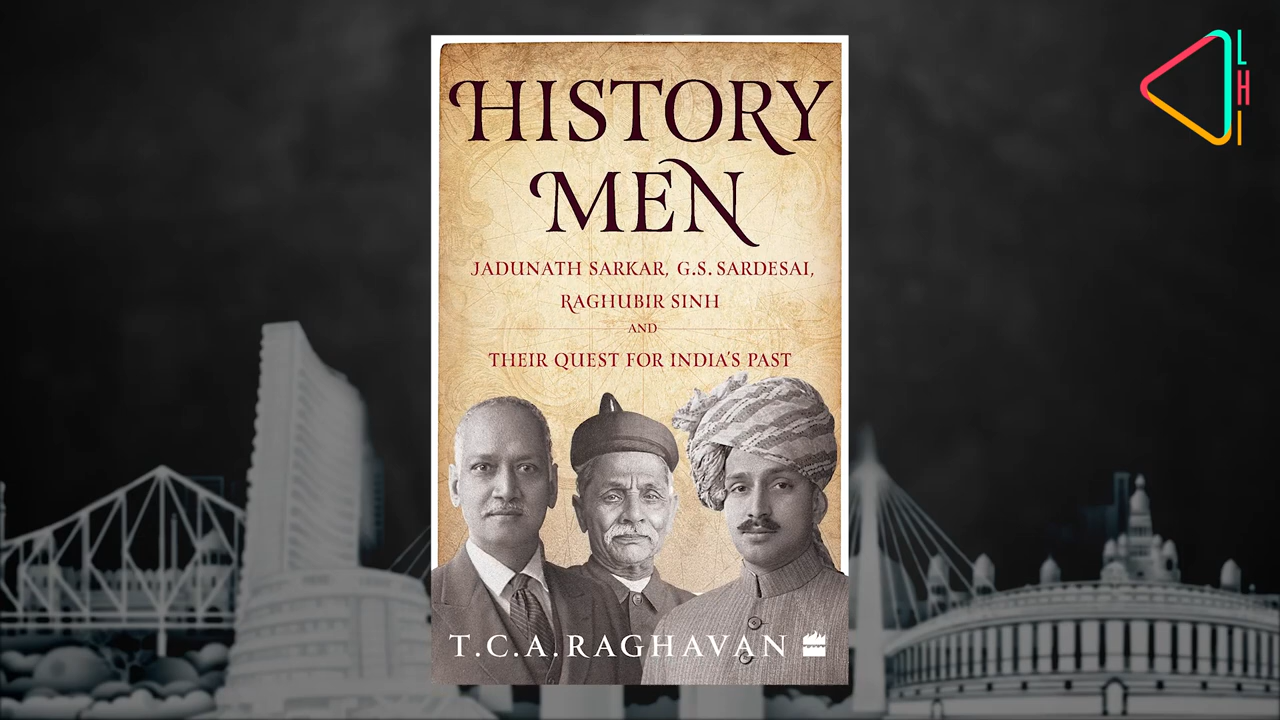 HISTORY
MEN
JADUNATH SARKAR, G.S. SARDESAI,
RAGHUBIR SINH
AND
THEIR QUEST FOR INDIA'S PAST
T.C.A.RAGHAVAN
LHI